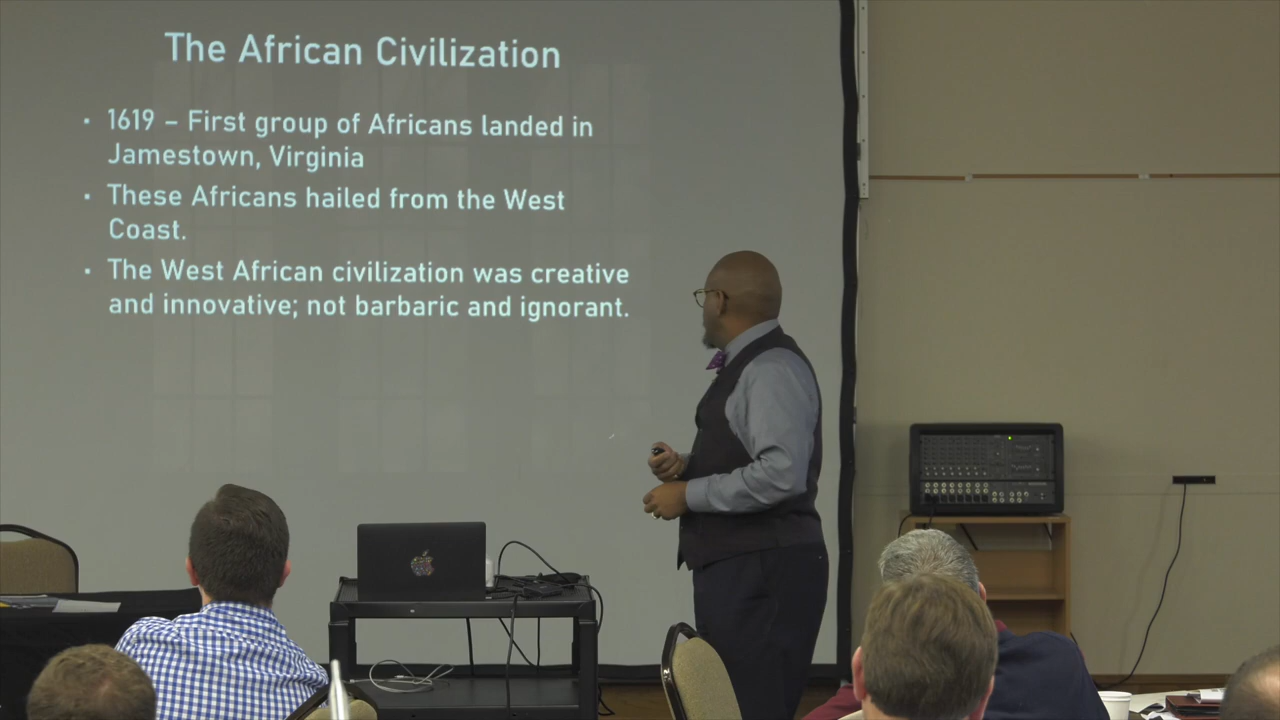 The African Civilization
▪ 1619 – First group of Africans landed in
Jamestown, Virginia
▪ These Africans hailed from the West
Coast.
▪ The West African civilization was creative
and innovative; not barbaric and ignorant.